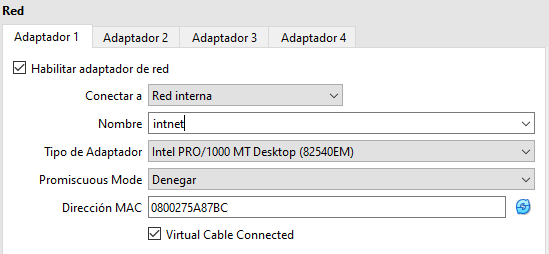 Red
Adaptador 1 Adaptador 2 Adaptador 3 Adaptador 4
Habilitar adaptador de red
Conectar a Red interna
Nombre intnet
Tipo de Adaptador Intel PRO/1000 MT Desktop (82540EM)
Promiscuous Mode Denegar
Dirección MAC 0800275A87BC
Virtual Cable Connected